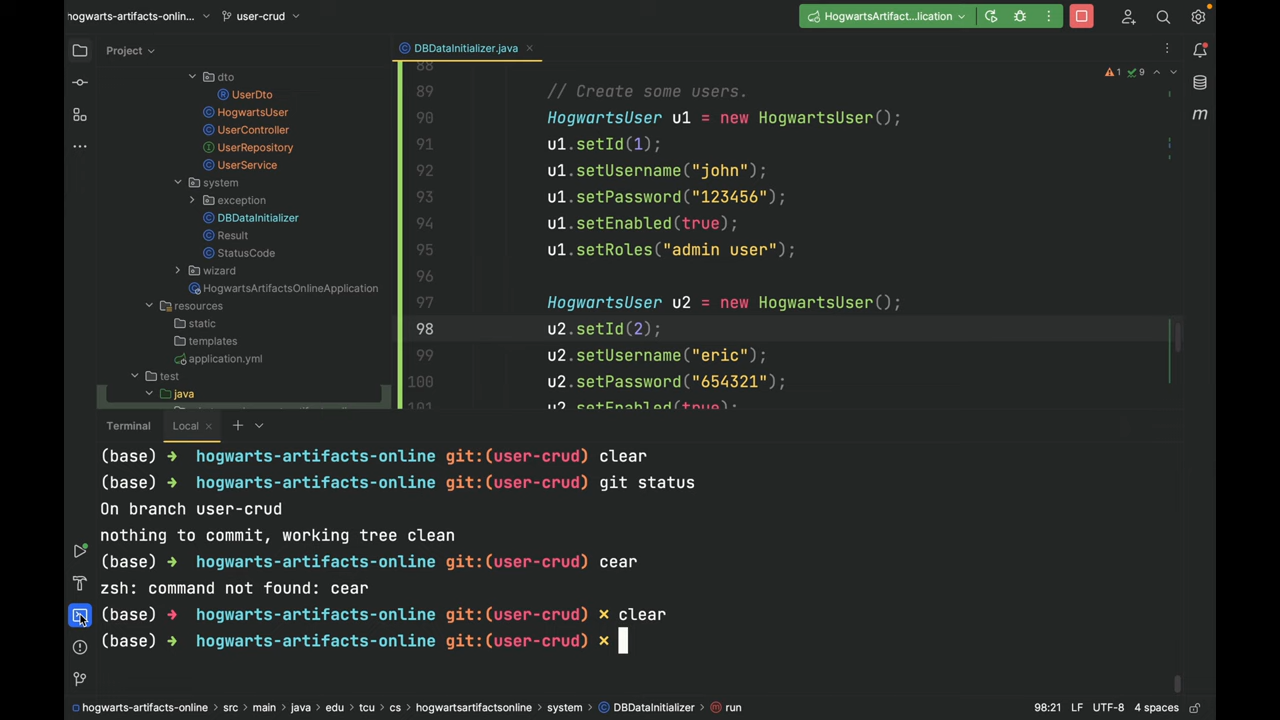 hogwarts-artifacts-onlin...
user-crud
HogwartsArtifact...lication
Project
DBDataInitializer.java
dto
UserDto
HogwartsUser
UserController
UserRepository
UserService
system
exception
DBDataInitializer
Result
StatusCode
wizard
HogwartsArtifactsOnlineApplication
resources
static
templates
application.yml
test
java
1
9
88
89 // Create some users.
90 HogwartsUser u1 = new HogwartsUser();
91 u1.setId(1);
92 u1.setUsername("john");
93 u1.setPassword("123456");
94 u1.setEnabled(true);
95 u1.setRoles("admin user");
96
97 HogwartsUser u2 = new HogwartsUser();
98 u2.setId(2);
99 u2.setUsername("eric");
100 u2.setPassword("654321");
101 u2.setEnabled(true);
Terminal
Local
(base) → hogwarts-artifacts-online git:(user-crud) clear
(base) → hogwarts-artifacts-online git:(user-crud) git status
On branch user-crud
nothing to commit, working tree clean
(base) → hogwarts-artifacts-online git:(user-crud) cear
zsh: command not found: cear
(base) → hogwarts-artifacts-online git:(user-crud) × clear
(base) → hogwarts-artifacts-online git:(user-crud) ×
hogwarts-artifacts-online > src > main > java > edu > tcu > cs > hogwartsartifactsonline > system > DBDataInitializer > run
98:21 LF UTF-8 4 spaces